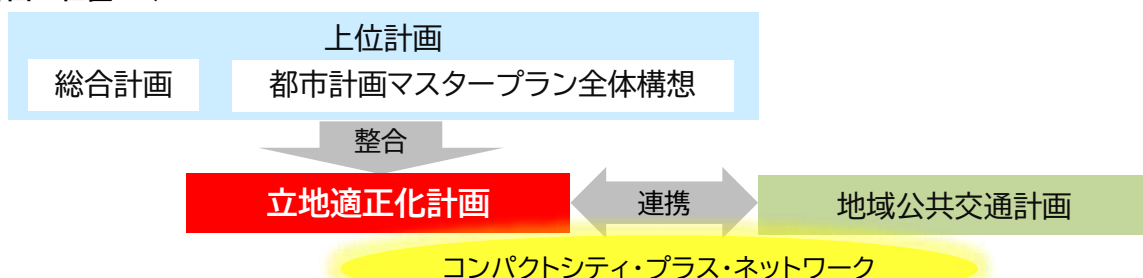 上位計画
総合計画 都市計画マスタープラン全体構想
整合
立地適正化計画 連携 地域公共交通計画
コンパクトシティ・プラス・ネットワーク